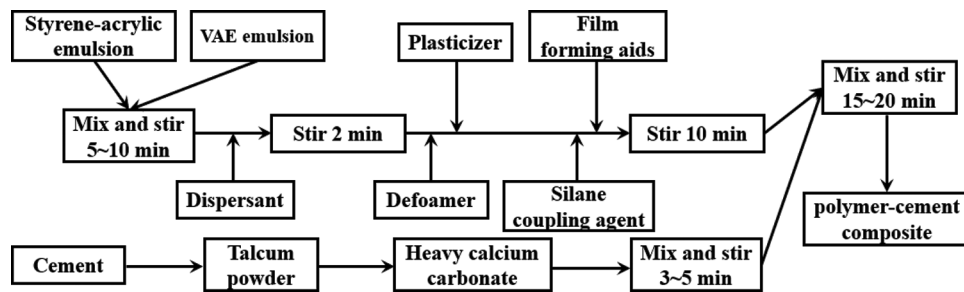 Styrene-acrylic
emulsion
VAE emulsion
Plasticizer
Film
forming aids
Mix and stir
5~10 min
Stir 2 min
Stir 10 min
Mix and stir
15~20 min
Dispersant
Defoamer
Silane
coupling agent
polymer-cement
composite
Cement
Talcum
powder
Heavy calcium
carbonate
Mix and stir
3~5 min